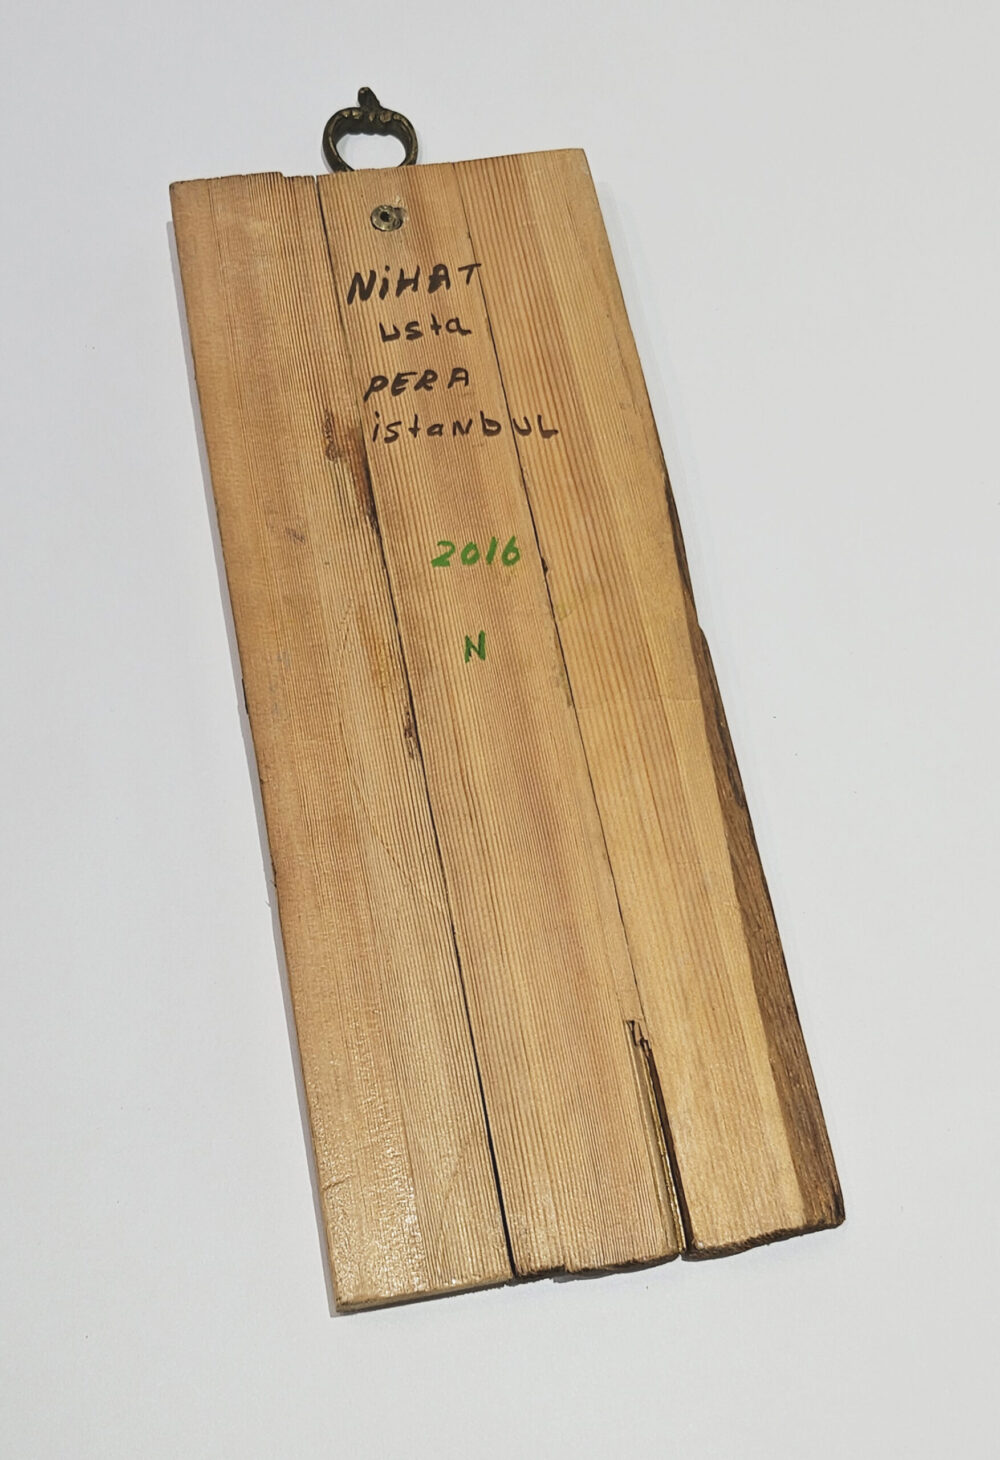 NiHAT
usta
PERA
istanbUL
2016
N